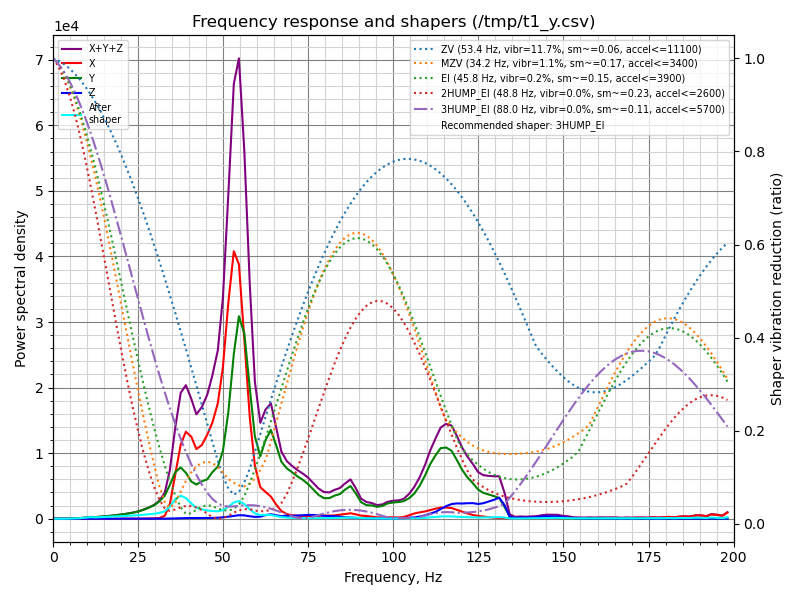 Frequency response and shapers (/tmp/t1_y.csv)
1e4
X+Y+Z
X
Y
Z
After
shaper
ZV (53.4 Hz, vibr=11.7%, sm~=0.06, accel<=11100)
MZV (34.2 Hz, vibr=1.1%, sm~=0.17, accel<=3400)
EI (45.8 Hz, vibr=0.2%, sm~=0.15, accel<=3900)
2HUMP_EI (48.8 Hz, vibr=0.0%, sm~=0.23, accel<=2600)
3HUMP_EI (88.0 Hz, vibr=0.0%, sm~=0.11, accel<=5700)
Recommended shaper: 3HUMP_EI
Power spectral density
7
6
5
4
3
2
1
0
1.0
0.8
0.6
0.4
0.2
0.0
Shaper vibration reduction (ratio)
0 25 50 75 100 125 150 175 200
Frequency, Hz